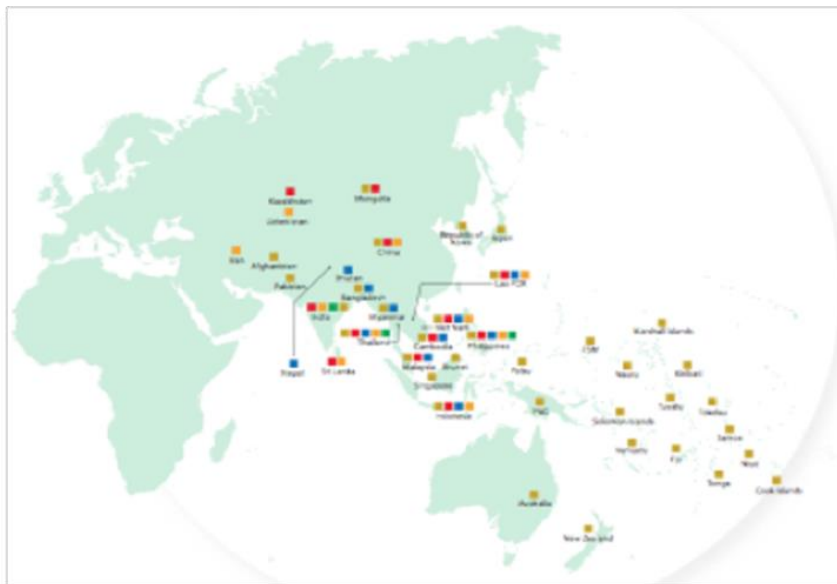 Kazakhstan
Mongolia
Uzbekistan
China
Republic of
Korea
Japan
Iran
Afghanistan
Pakistan
Bhutan
Bangladesh
Lao PDR
India
Myanmar
Viet Nam
Thailand
Cambodia
Philippines
Nepal
Sri Lanka
Malaysia
Brunei
Singapore
Indonesia
Palau
PNG
FSM
Marshall Islands
Nauru
Kiribati
Solomon Islands
Tuvalu
Tokelau
Vanuatu
Fiji
Samoa
Niue
Tonga
Cook Islands
Australia
New Zealand